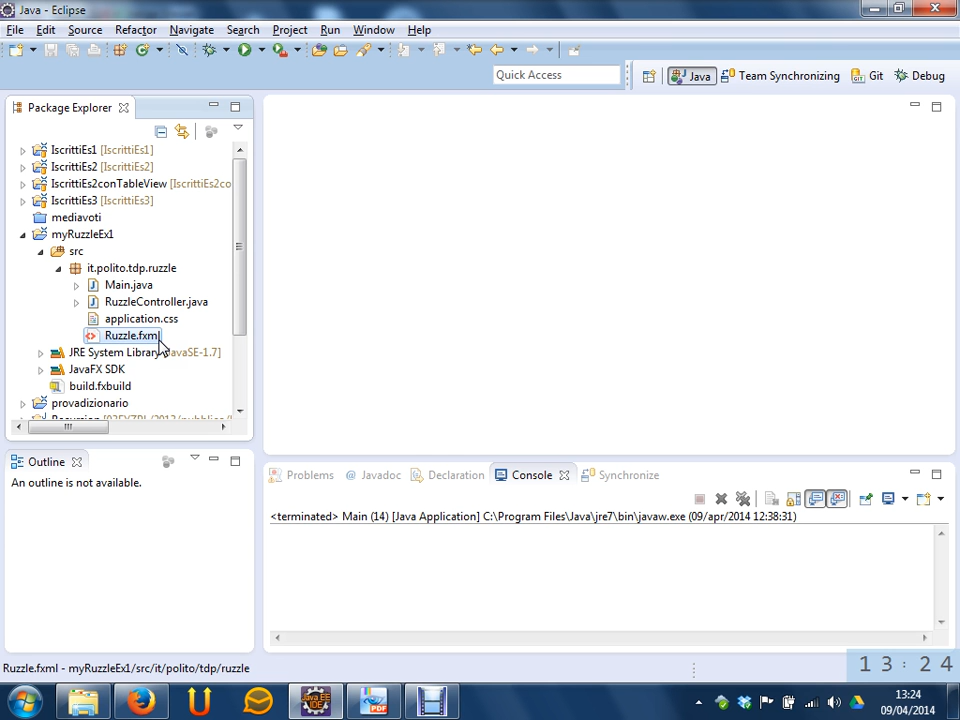 Java - Eclipse
File Edit Source Refactor Navigate Search Project Run Window Help
Quick Access
Java Team Synchronizing Git Debug
Package Explorer
IscrittiEs1 [IscrittiEs1]
IscrittiEs2 [IscrittiEs2]
IscrittiEs2conTableView [IscrittiEs2co
IscrittiEs3 [IscrittiEs3]
mediavoti
myRuzzleEx1
src
it.polito.tdp.ruzzle
Main.java
RuzzleController.java
application.css
Ruzzle.fxml
JRE System Library [JavaSE-1.7]
JavaFX SDK
build.fxbuild
provadizionario
Outline
An outline is not available.
Problems Javadoc Declaration Console Synchronize
<terminated> Main (14) [Java Application] C:\Program Files\Java\jre7\bin\javaw.exe (09/apr/2014 12:38:31)
Ruzzle.fxml - myRuzzleEx1/src/it/polito/tdp/ruzzle
13:24
Java EE
IDE
PDF
13:24
09/04/2014